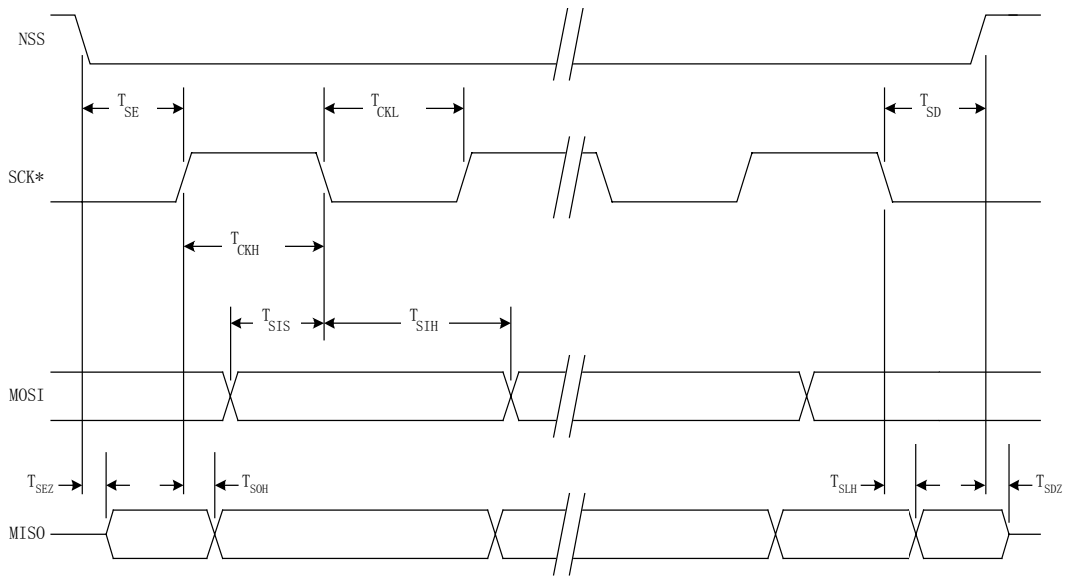 NSS
T_SE
T_CKL
T_SD
SCK*
T_CKH
T_SIS
T_SIH
MOSI
T_SEZ
T_SOH
T_SLH
T_SDZ
MISO